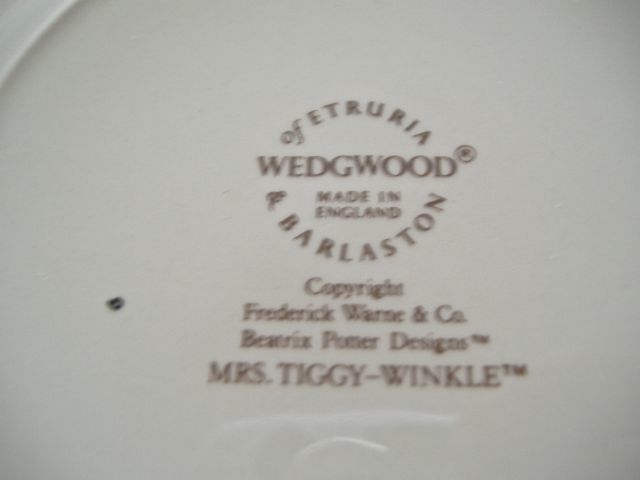 of ETRURIA
WEDGWOOD®
MADE IN
ENGLAND
& BARLASTON
Copyright
Frederick Warne & Co.
Beatrix Potter Designs™
MRS. TIGGY-WINKLE™